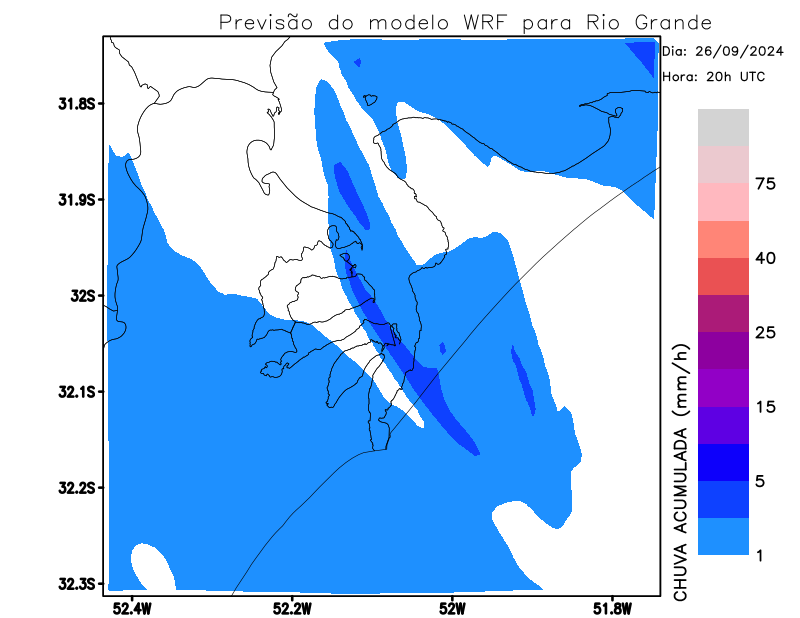 Previsão do modelo WRF para Rio Grande
Dia: 26/09/2024
Hora: 20h UTC
31.8S
31.9S
32S
32.1S
32.2S
32.3S
52.4W
52.2W
52W
51.8W
75
40
25
15
5
1
CHUVA ACUMULADA (mm/h)